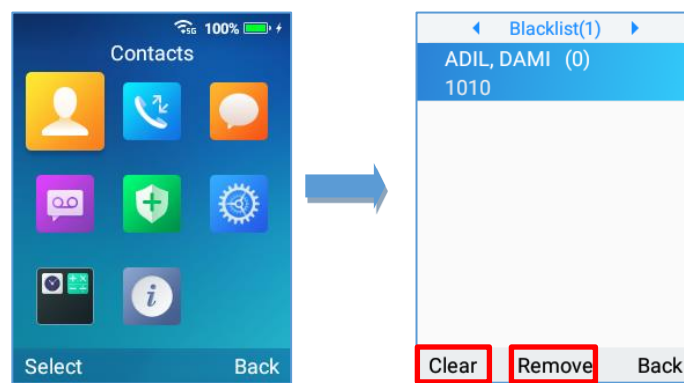 5G 100%
Contacts
Select Back
Blacklist(1)
ADIL, DAMI (0)
1010
Clear Remove Back